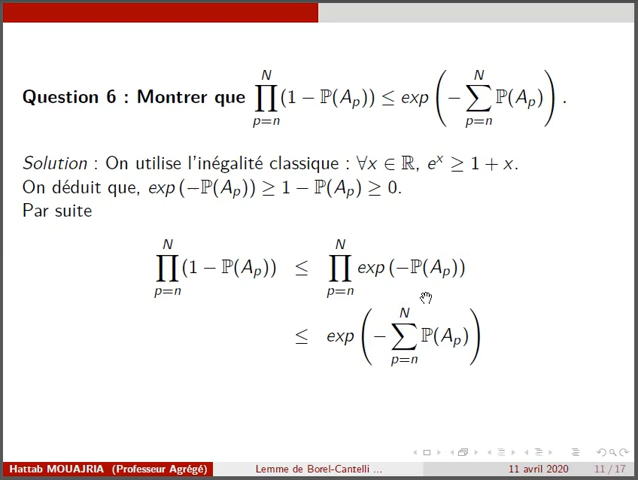 Question 6 : Montrer que ∏_{p=n}^{N} (1 − ℙ(A_p)) ≤ exp(−∑_{p=n}^{N} ℙ(A_p)).
Solution : On utilise l'inégalité classique : ∀x ∈ ℝ, e^x ≥ 1 + x.
On déduit que, exp(−ℙ(A_p)) ≥ 1 − ℙ(A_p) ≥ 0.
Par suite
∏_{p=n}^{N} (1 − ℙ(A_p)) ≤ ∏_{p=n}^{N} exp(−ℙ(A_p))
≤ exp(−∑_{p=n}^{N} ℙ(A_p))
Hattab MOUAJRIA (Professeur Agrégé) Lemme de Borel-Cantelli ... 11 avril 2020 11 / 17